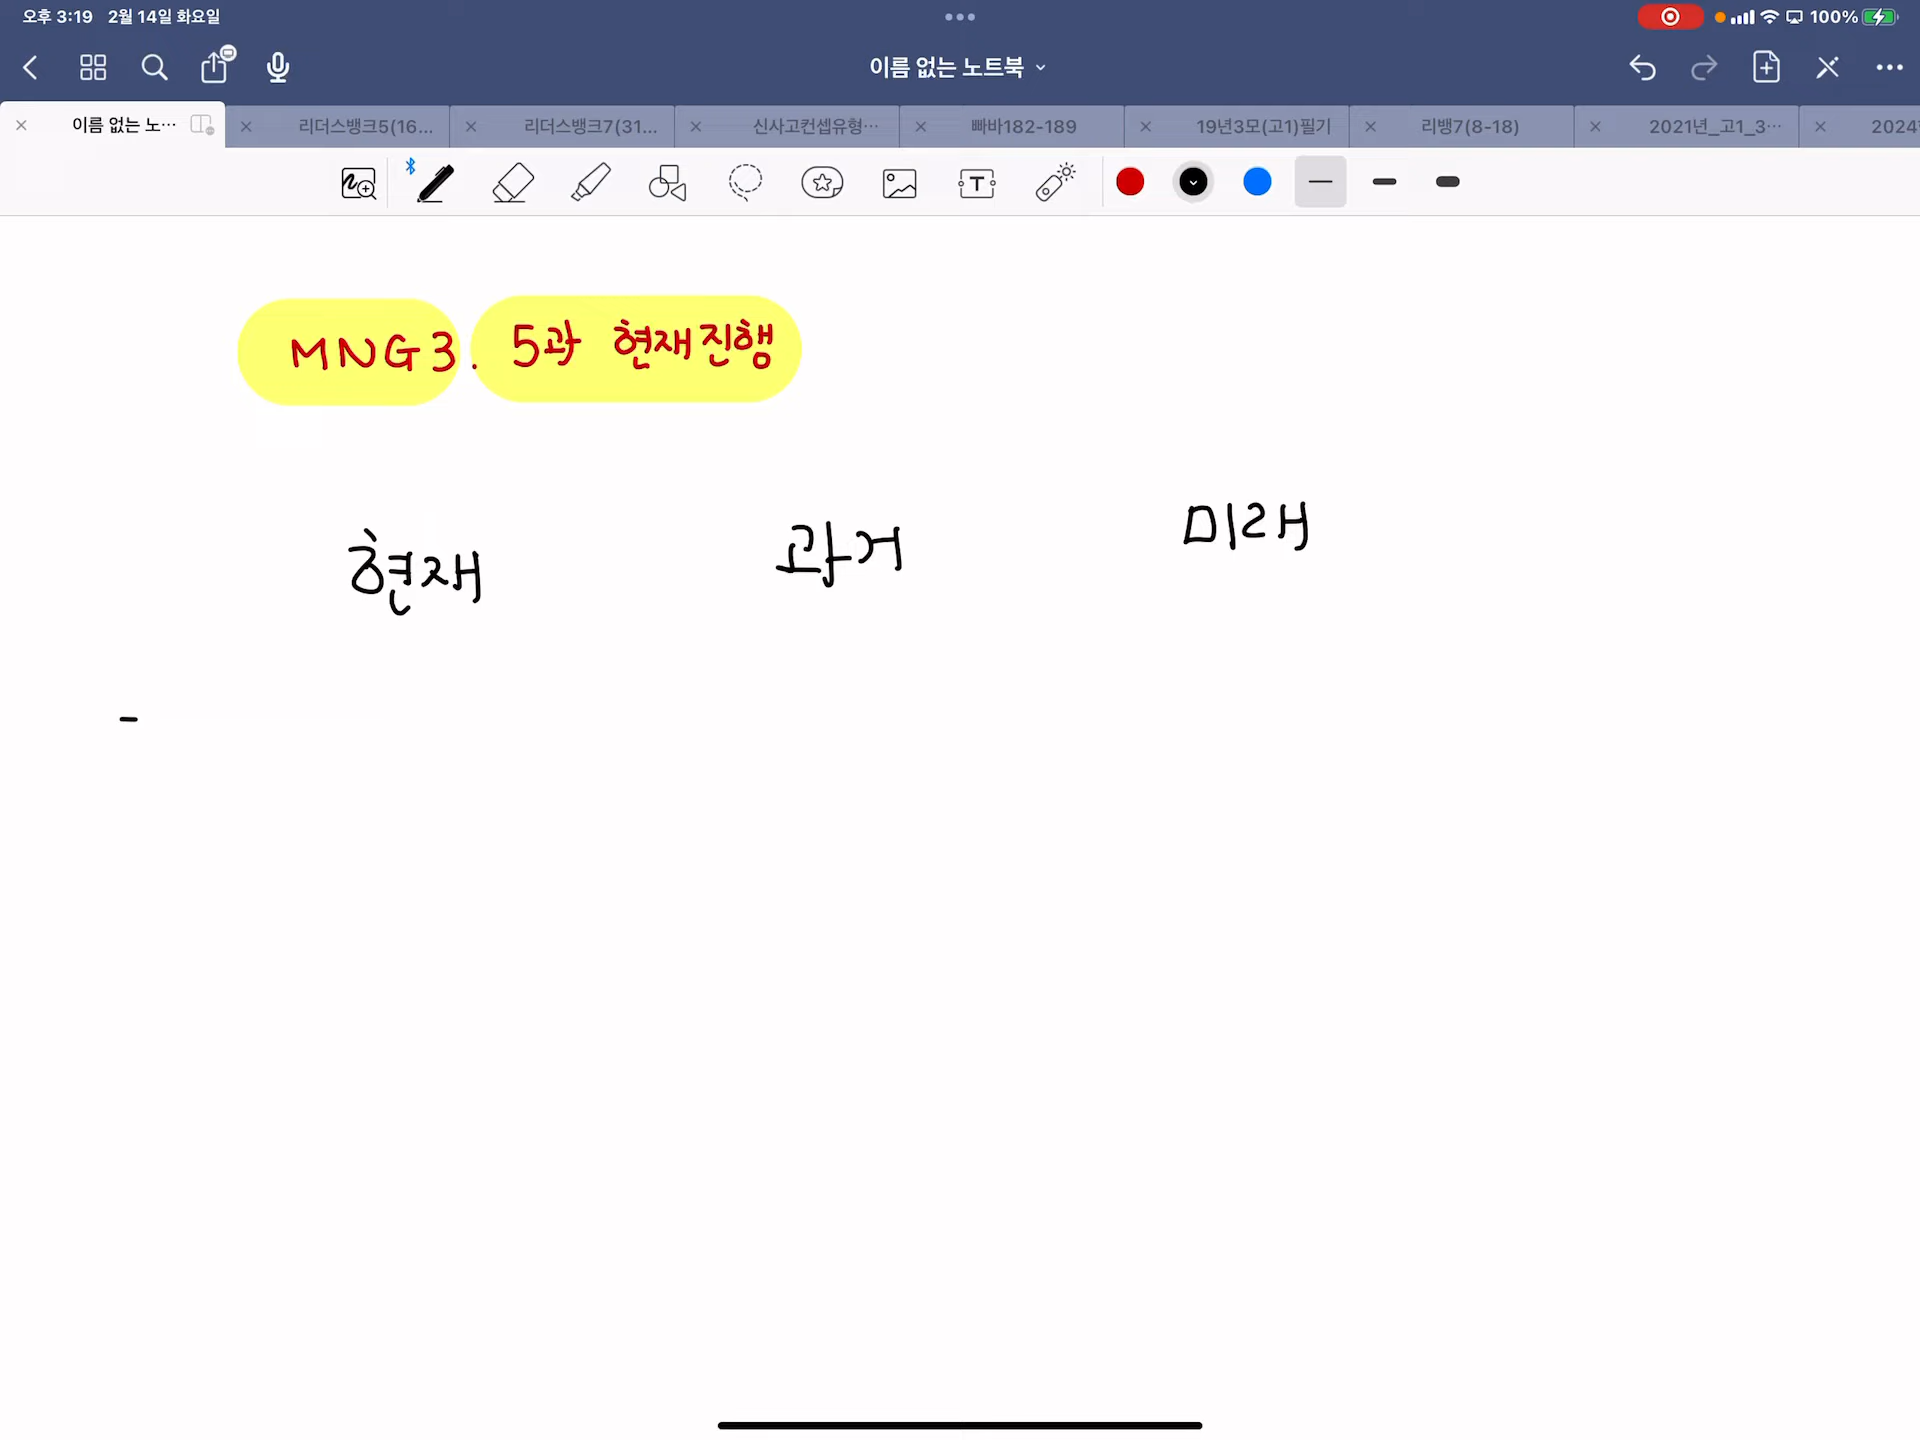 오후 3:19 2월 14일 화요일
100%
이름 없는 노트북
이름 없는 노…
리더스뱅크5(16...
리더스뱅크7(31...
신사고컨셉유형…
빠바182-189
19년3모(고1)필기
리뱅7(8-18)
2021년_고1_3…
MNG3. 5과 현재진행
현재 과거 미래
-